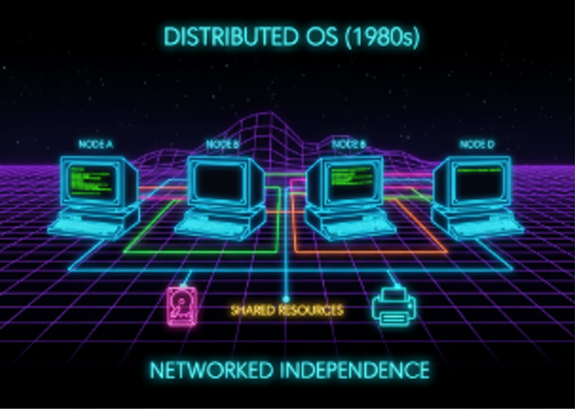 DISTRIBUTED OS (1980s)
NODE A
NODE B
NODE B
NODE D
SHARED RESOURCES
NETWORKED INDEPENDENCE